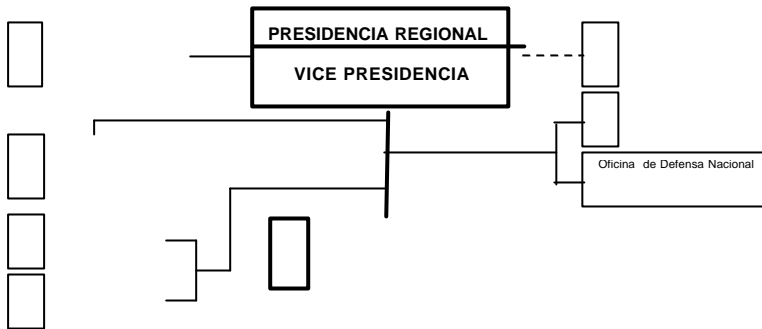 PRESIDENCIA REGIONAL
VICE PRESIDENCIA
Oficina de Defensa Nacional